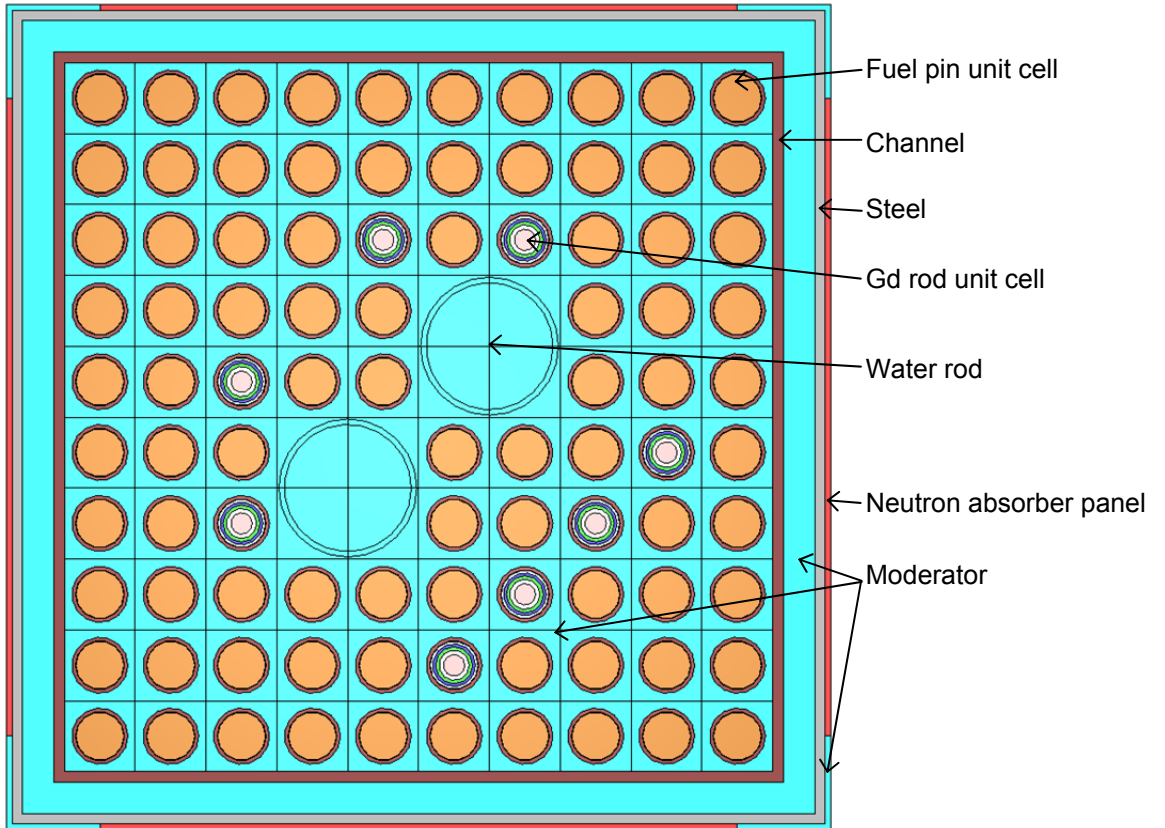 Fuel pin unit cell
Channel
Steel
Gd rod unit cell
Water rod
Neutron absorber panel
Moderator